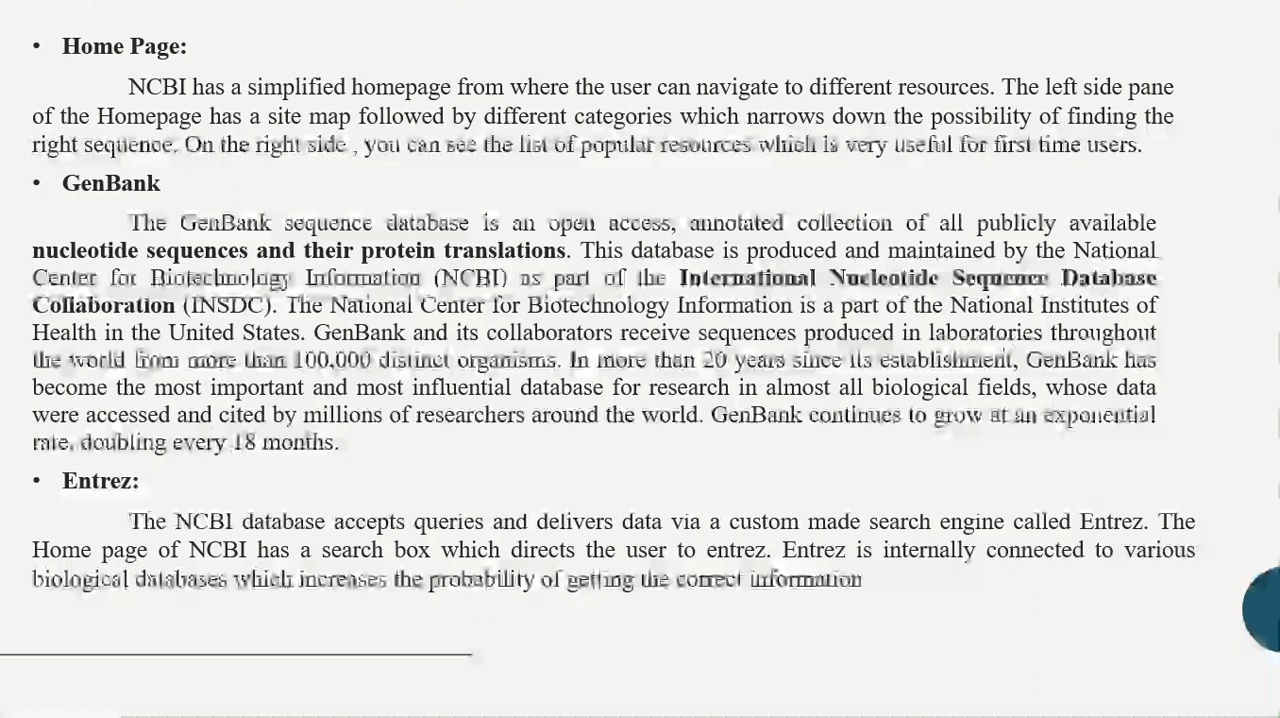 • Home Page:
NCBI has a simplified homepage from where the user can navigate to different resources. The left side pane
of the Homepage has a site map followed by different categories which narrows down the possibility of finding the
right sequence. On the right side , you can see the list of popular resources which is very useful for first time users.
• GenBank
The GenBank sequence database is an open access, annotated collection of all publicly available
nucleotide sequences and their protein translations. This database is produced and maintained by the National
Center for Biotechnology Information (NCBI) as part of the International Nucleotide Sequence Database
Collaboration (INSDC). The National Center for Biotechnology Information is a part of the National Institutes of
Health in the United States. GenBank and its collaborators receive sequences produced in laboratories throughout
the world from more than 100,000 distinct organisms. In more than 20 years since its establishment, GenBank has
become the most important and most influential database for research in almost all biological fields, whose data
were accessed and cited by millions of researchers around the world. GenBank continues to grow at an exponential
rate, doubling every 18 months.
• Entrez:
The NCBI database accepts queries and delivers data via a custom made search engine called Entrez. The
Home page of NCBI has a search box which directs the user to entrez. Entrez is internally connected to various
biological databases which increases the probability of getting the correct information